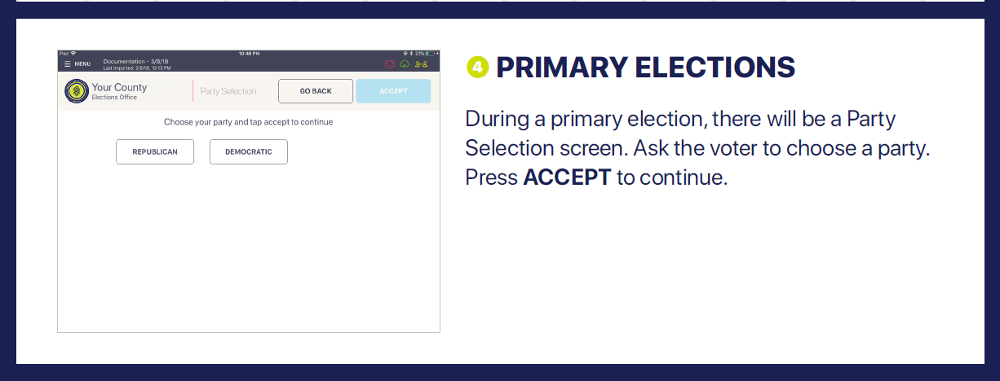 iPad
10:46 PM
23%
MENU
Documentation - 3/6/18
Last Imported: 2/6/18, 10:13 PM
Your County
Elections Office
Party Selection
GO BACK
ACCEPT
Choose your party and tap accept to continue
REPUBLICAN
DEMOCRATIC
4 PRIMARY ELECTIONS
During a primary election, there will be a Party
Selection screen. Ask the voter to choose a party.
Press ACCEPT to continue.